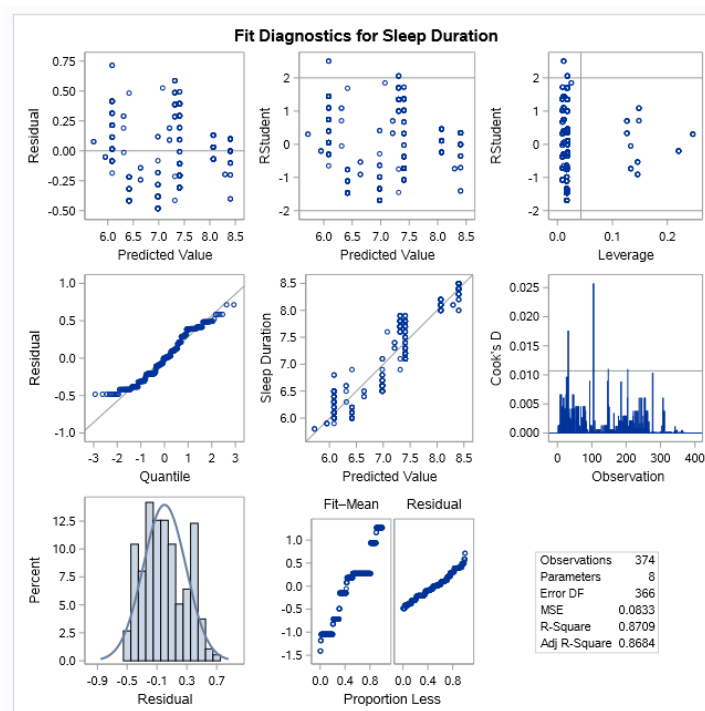 Fit Diagnostics for Sleep Duration
0.75
0.50
0.25
0.00
-0.25
-0.50
Residual
6.0 6.5 7.0 7.5 8.0 8.5
Predicted Value
2
1
0
-1
-2
RStudent
6.0 6.5 7.0 7.5 8.0 8.5
Predicted Value
2
1
0
-1
-2
RStudent
0.0 0.1 0.2
Leverage
1.0
0.5
0.0
-0.5
-1.0
Residual
-3 -2 -1 0 1 2 3
Quantile
8.5
8.0
7.5
7.0
6.5
6.0
Sleep Duration
6.0 6.5 7.0 7.5 8.0 8.5
Predicted Value
0.025
0.020
0.015
0.010
0.005
0.000
Cook's D
0 100 200 300 400
Observation
12.5
10.0
7.5
5.0
2.5
0.0
Percent
-0.9 -0.5 -0.1 0.3 0.7
Residual
Fit–Mean Residual
1.0
0.5
0.0
-0.5
-1.0
-1.5
0.0 0.4 0.8 0.0 0.4 0.8
Proportion Less
Observations 374
Parameters 8
Error DF 366
MSE 0.0833
R-Square 0.8709
Adj R-Square 0.8684